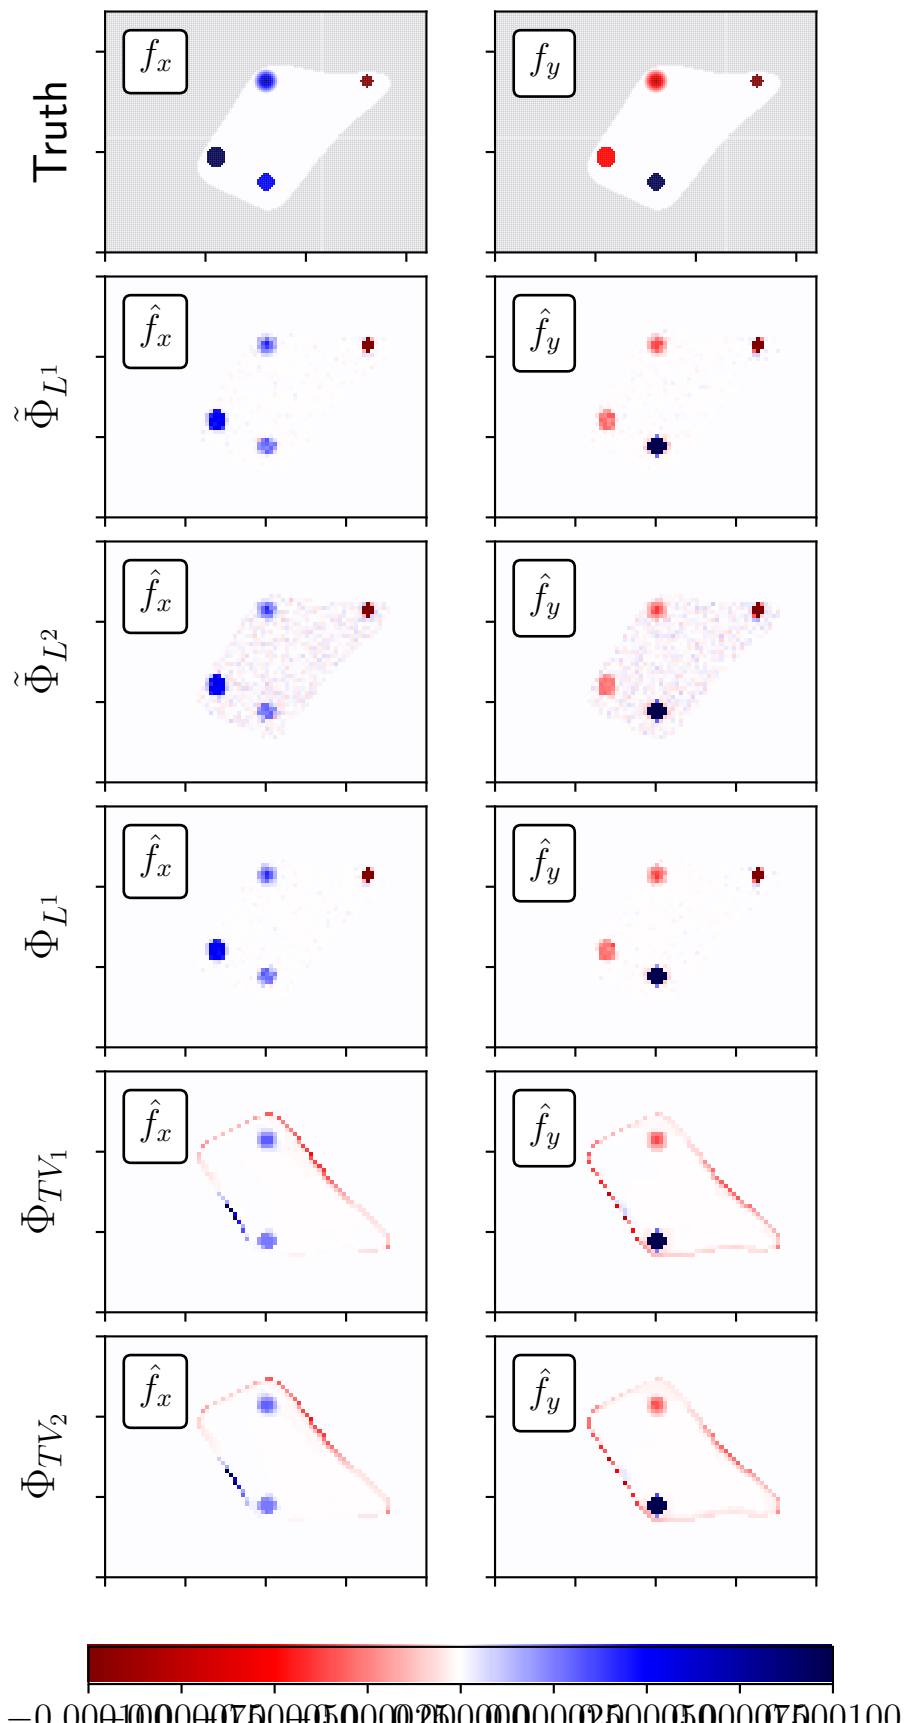 Truth f_x f_y
Φ̃_{L^1} f̂_x f̂_y
Φ̃_{L^2} f̂_x f̂_y
Φ_{L^1} f̂_x f̂_y
Φ_{TV_1} f̂_x f̂_y
Φ_{TV_2} f̂_x f̂_y